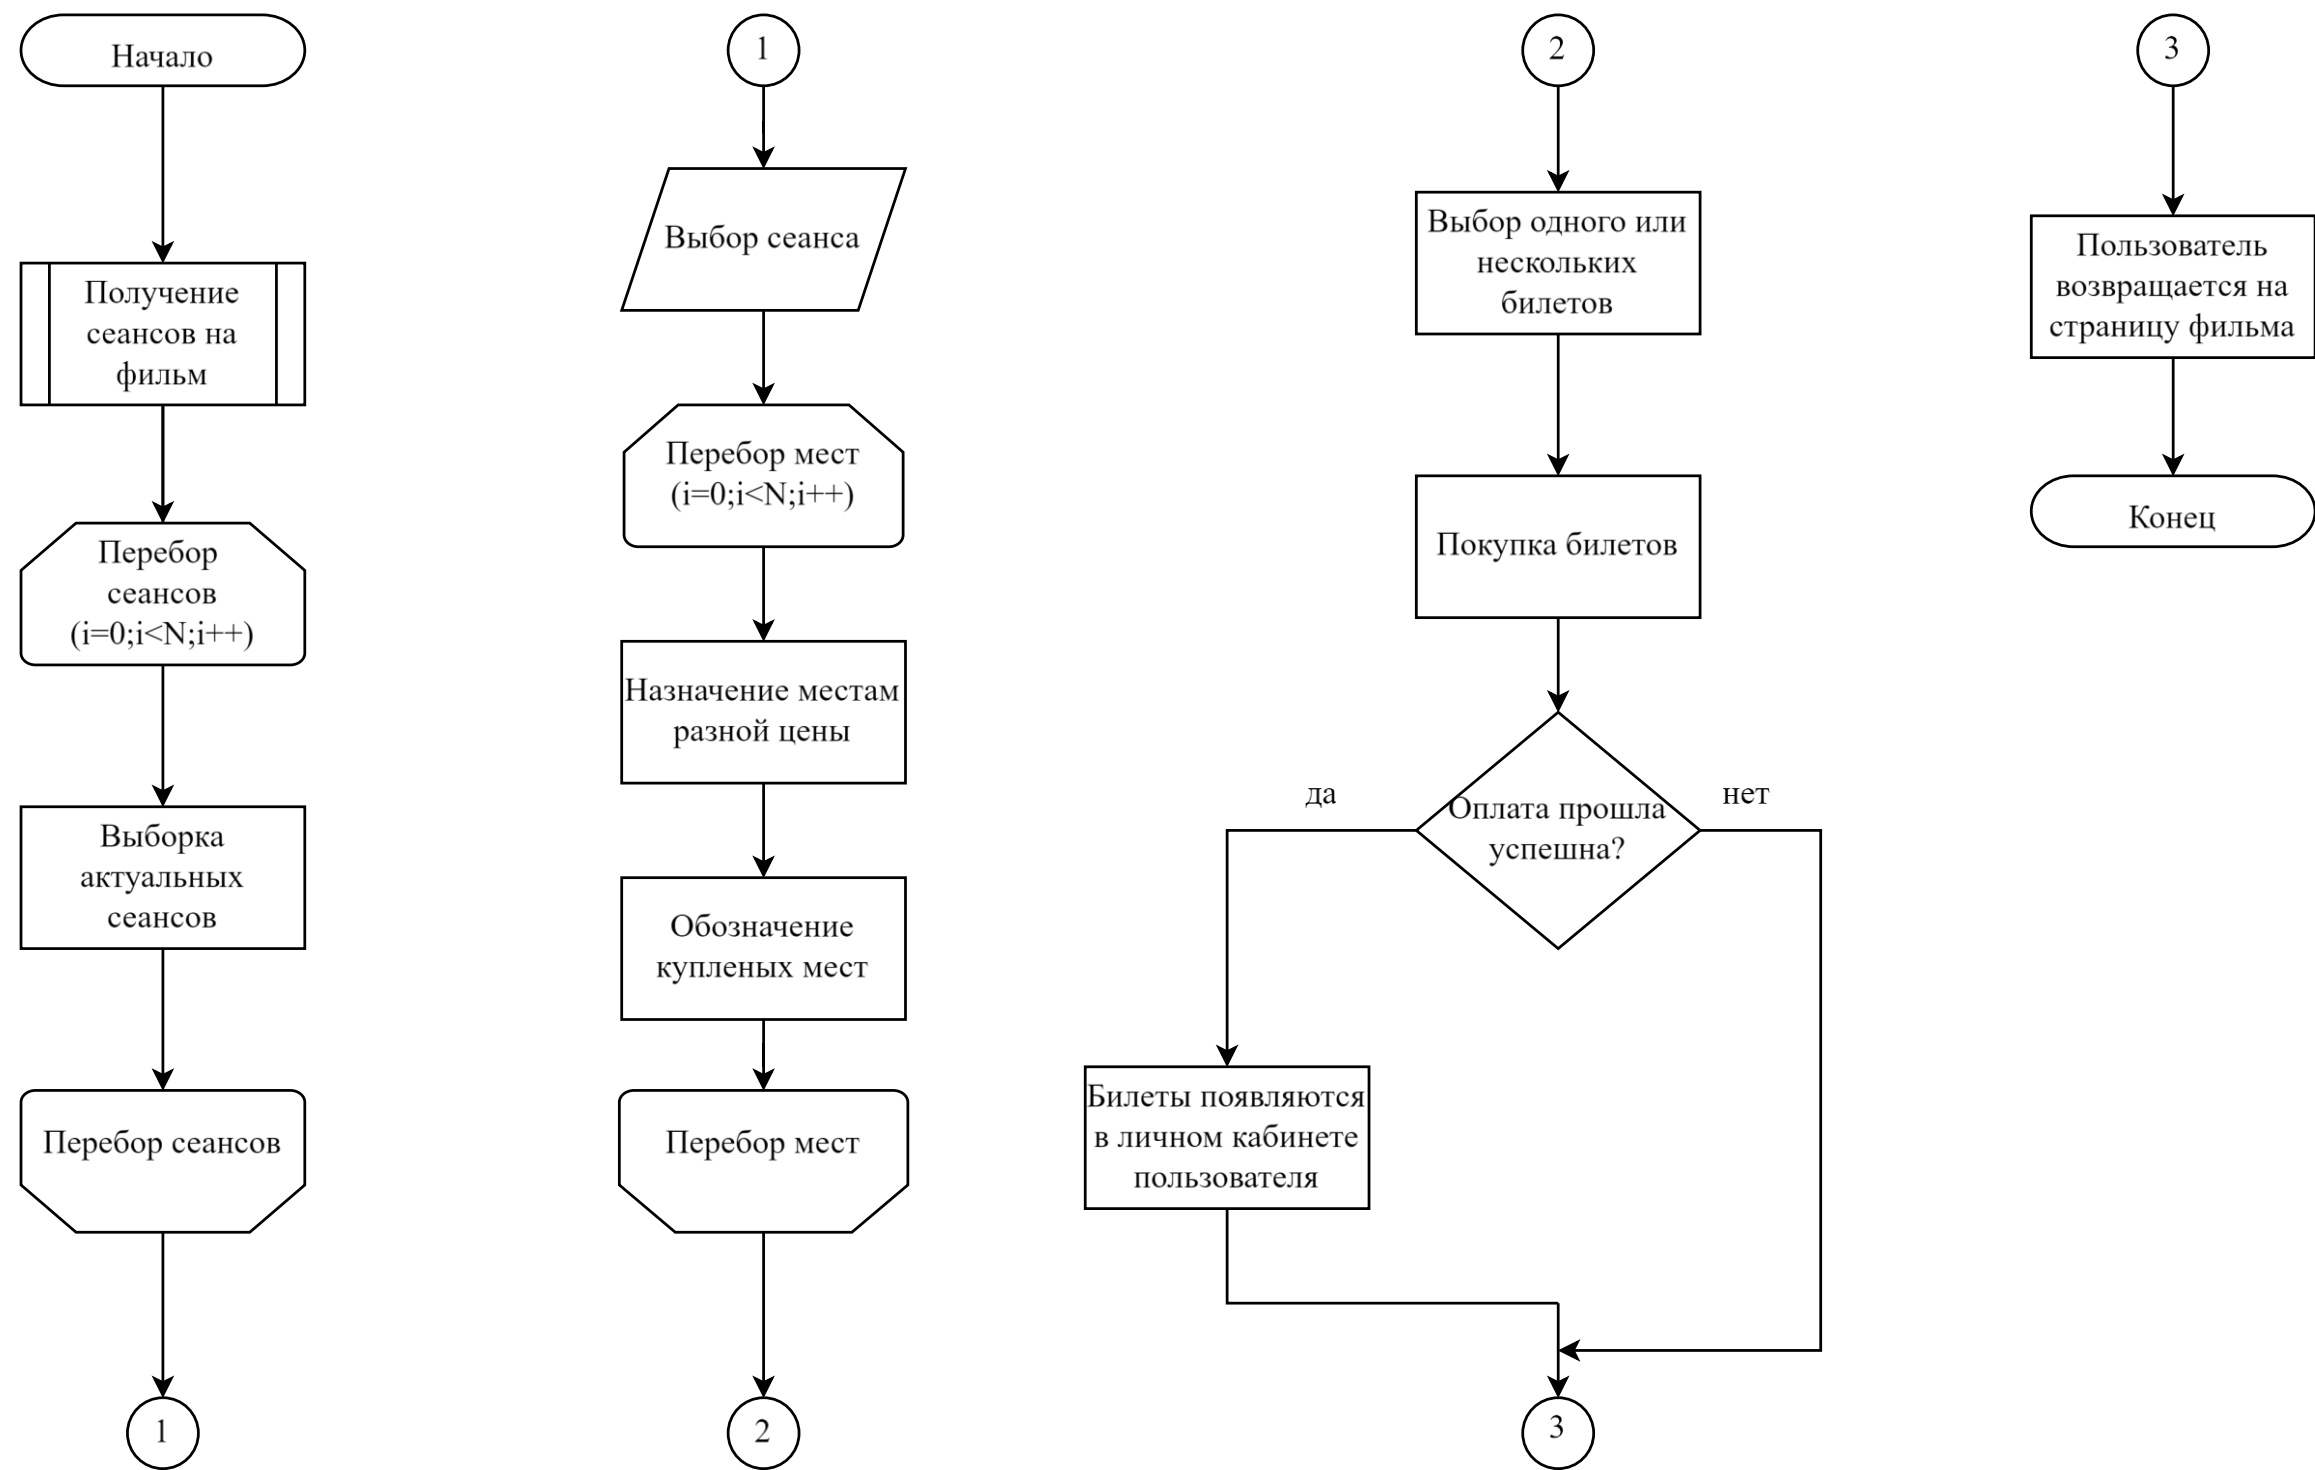 Начало
Получение
сеансов на
фильм
Перебор
сеансов
(i=0;i<N;i++)
Выборка
актуальных
сеансов
Перебор сеансов
1
1
Выбор сеанса
Перебор мест
(i=0;i<N;i++)
Назначение местам
разной цены
Обозначение
купленых мест
Перебор мест
2
2
Выбор одного или
нескольких
билетов
Покупка билетов
Оплата прошла
успешна?
да
нет
Билеты появляются
в личном кабинете
пользователя
3
3
Пользователь
возвращается на
страницу фильма
Конец